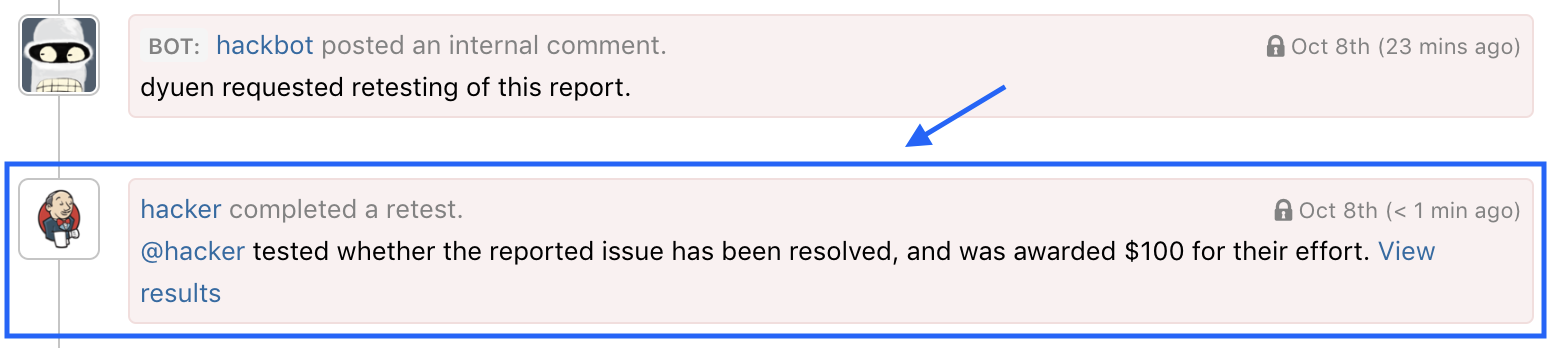 BOT: hackbot posted an internal comment. Oct 8th (23 mins ago)
dyuen requested retesting of this report.
hacker completed a retest. Oct 8th (< 1 min ago)
@hacker tested whether the reported issue has been resolved, and was awarded $100 for their effort. View
results